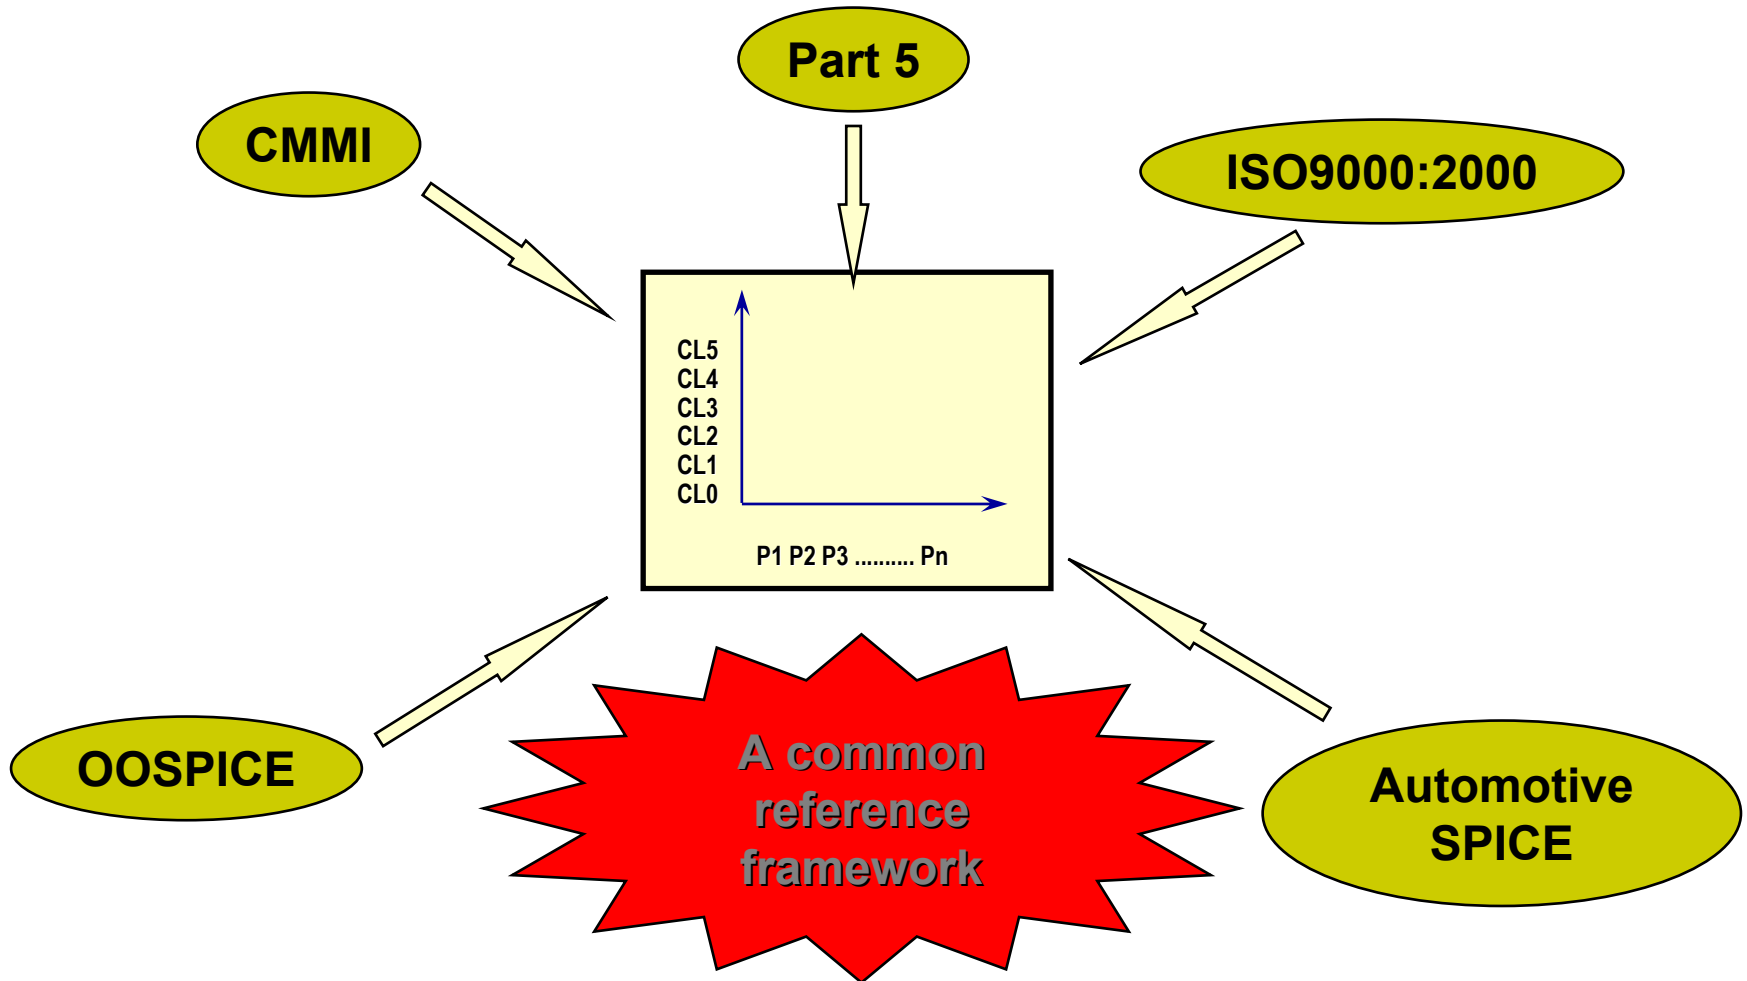 Part 5
CMMI
ISO9000:2000
CL5
CL4
CL3
CL2
CL1
CL0
P1 P2 P3 .......... Pn
OOSPICE
A common
reference
framework
Automotive
SPICE